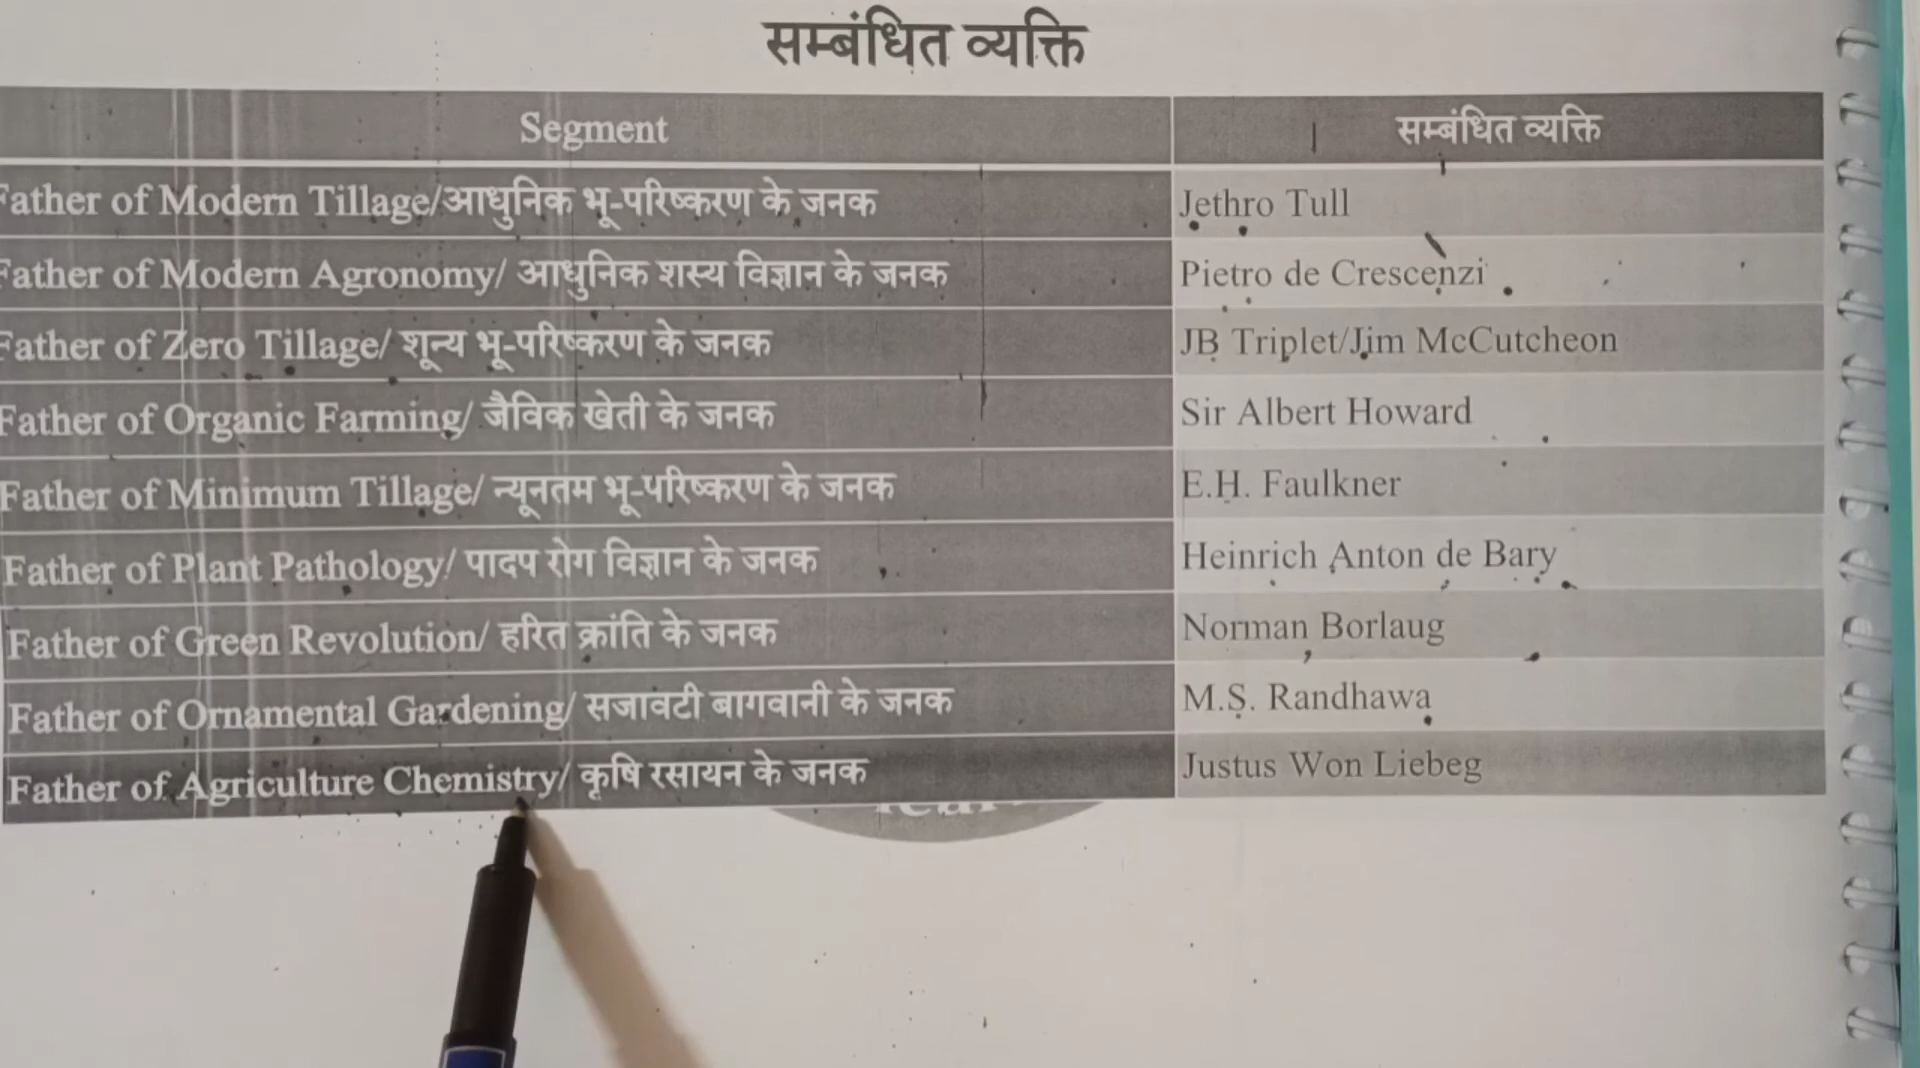 सम्बंधित व्यक्ति
Segment सम्बंधित व्यक्ति
Father of Modern Tillage/आधुनिक भू-परिष्करण के जनक Jethro Tull
Father of Modern Agronomy/ आधुनिक शस्य विज्ञान के जनक Pietro de Crescenzi
Father of Zero Tillage/ शून्य भू-परिष्करण के जनक JB Triplet/Jim McCutcheon
Father of Organic Farming/ जैविक खेती के जनक Sir Albert Howard
Father of Minimum Tillage/ न्यूनतम भू-परिष्करण के जनक E.H. Faulkner
Father of Plant Pathology/ पादप रोग विज्ञान के जनक Heinrich Anton de Bary
Father of Green Revolution/ हरित क्रांति के जनक Norman Borlaug
Father of Ornamental Gardening/ सजावटी बागवानी के जनक M.S. Randhawa
Father of Agriculture Chemistry/ कृषि रसायन के जनक Justus Won Liebeg